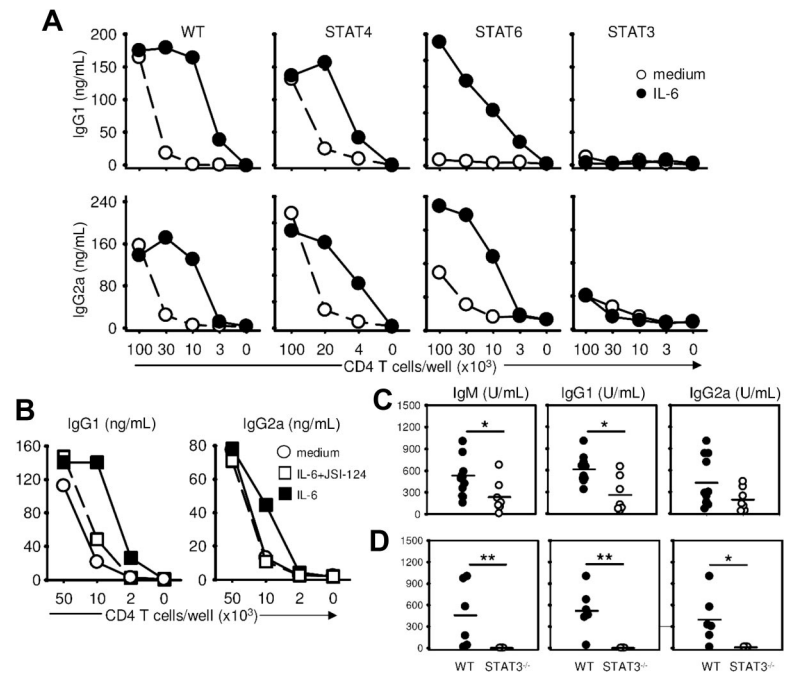 A
WT STAT4 STAT6 STAT3
IgG1 (ng/mL)
200
150
100
50
0
medium
IL-6
IgG2a (ng/mL)
240
160
80
0
100 30 10 3 0 100 20 4 0 100 30 10 3 0 100 30 10 3 0
CD4 T cells/well (x10³)
B
IgG1 (ng/mL) IgG2a (ng/mL)
160
120
80
40
0
80
60
40
20
0
medium
IL-6+JSI-124
IL-6
50 10 2 0 50 10 2 0
CD4 T cells/well (x10³)
C
IgM (U/mL) IgG1 (U/mL) IgG2a (U/mL)
1500
1200
900
600
300
0
* *
D
1500
1200
900
600
300
0
** ** *
WT STAT3-/- WT STAT3-/- WT STAT3-/-